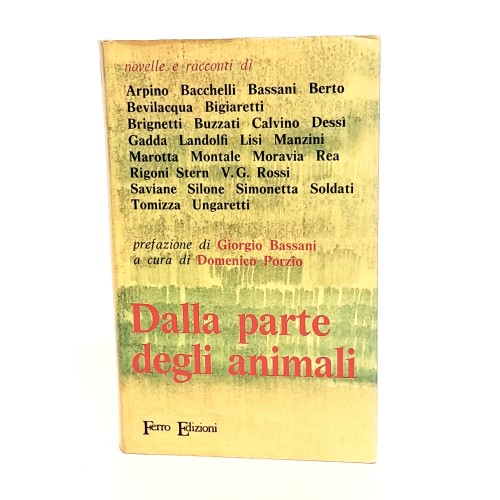 novelle e racconti di
Arpino Bacchelli Bassani Berto
Bevilacqua Bigiaretti
Brignetti Buzzati Calvino Dessì
Gadda Landolfi Lisi Manzini
Marotta Montale Moravia Rea
Rigoni Stern V.G. Rossi
Saviane Silone Simonetta Soldati
Tomizza Ungaretti
prefazione di Giorgio Bassani
a cura di Domenico Porzio
Dalla parte
degli animali
Ferro Edizioni